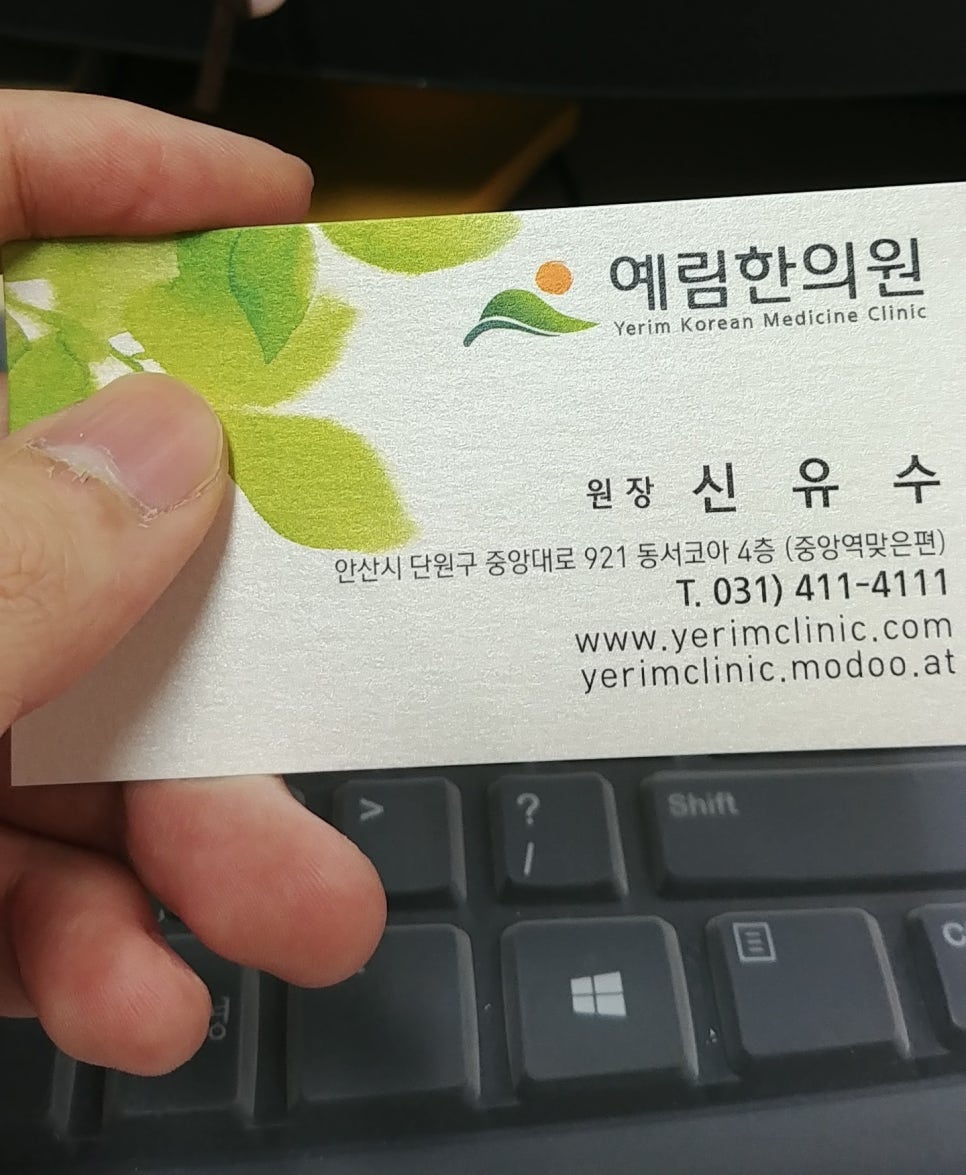 예림한의원
Yerim Korean Medicine Clinic
원장 신유수
안산시 단원구 중앙대로 921 동서코아 4층 (중앙역맞은편)
T. 031) 411-4111
www.yerimclinic.com
yerimclinic.modoo.at
>
?
/
Shift